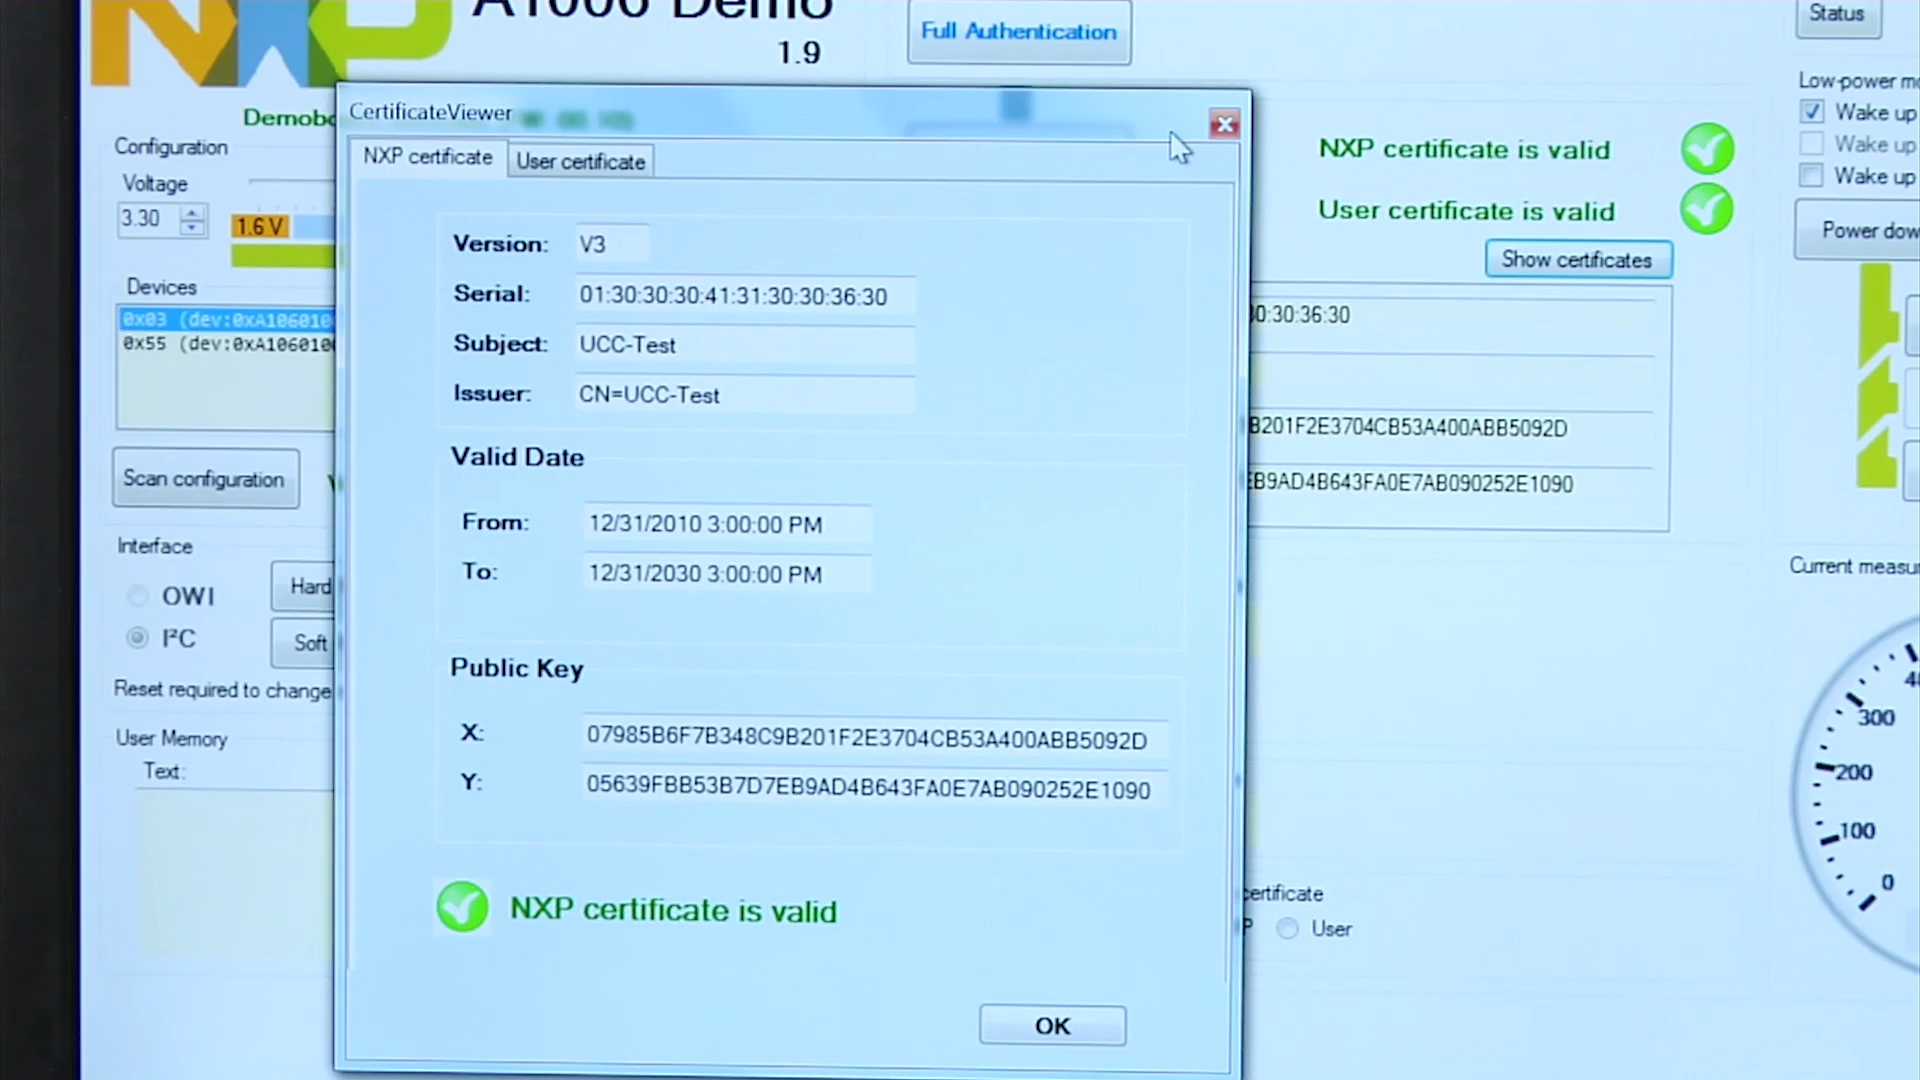 NXP
A1006 Demo
1.9
Full Authentication
Status
Low-power
Wake up
Wake up
Wake up
Power
Configuration
Voltage
3.30
1.6 V
Devices
0x03 (dev:0xA106010
0x55 (dev:0xA106010
Scan configuration
Interface
OWI
I²C
Hard
Soft
Reset required to change
User Memory
Text:
CertificateViewer
NXP certificate
User certificate
Version: V3
Serial: 01:30:30:30:41:31:30:30:36:30
Subject: UCC-Test
Issuer: CN=UCC-Test
Valid Date
From: 12/31/2010 3:00:00 PM
To: 12/31/2030 3:00:00 PM
Public Key
X: 07985B6F7B348C9B201F2E3704CB53A400ABB5092D
Y: 05639FBB53B7D7EB9AD4B643FA0E7AB090252E1090
NXP certificate is valid
OK
NXP certificate is valid
User certificate is valid
Show certificates
0:30:36:30
B201F2E3704CB53A400ABB5092D
EB9AD4B643FA0E7AB090252E1090
certificate
User
Current
300
200
100
0